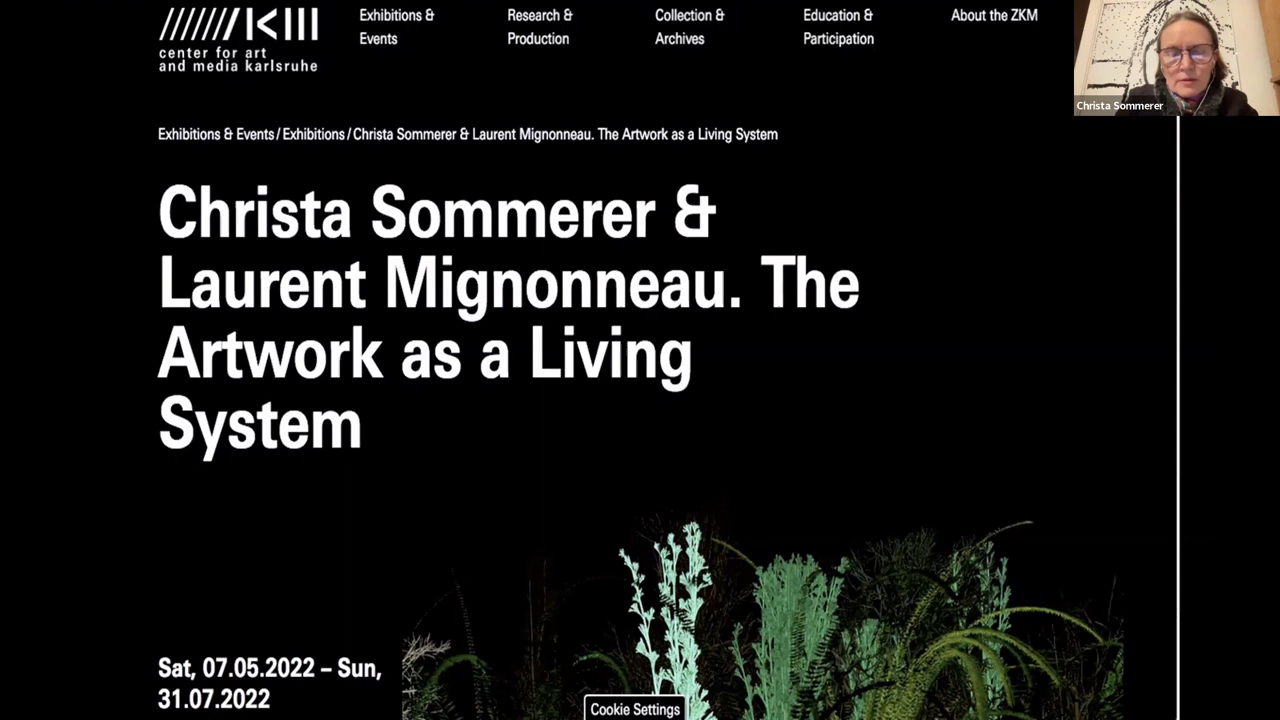 center for art
and media karlsruhe
Exhibitions &
Events
Research &
Production
Collection &
Archives
Education &
Participation
About the ZKM
Christa Sommerer
Exhibitions & Events / Exhibitions / Christa Sommerer & Laurent Mignonneau. The Artwork as a Living System
Christa Sommerer &
Laurent Mignonneau. The
Artwork as a Living
System
Sat, 07.05.2022 – Sun,
31.07.2022
Cookie Settings